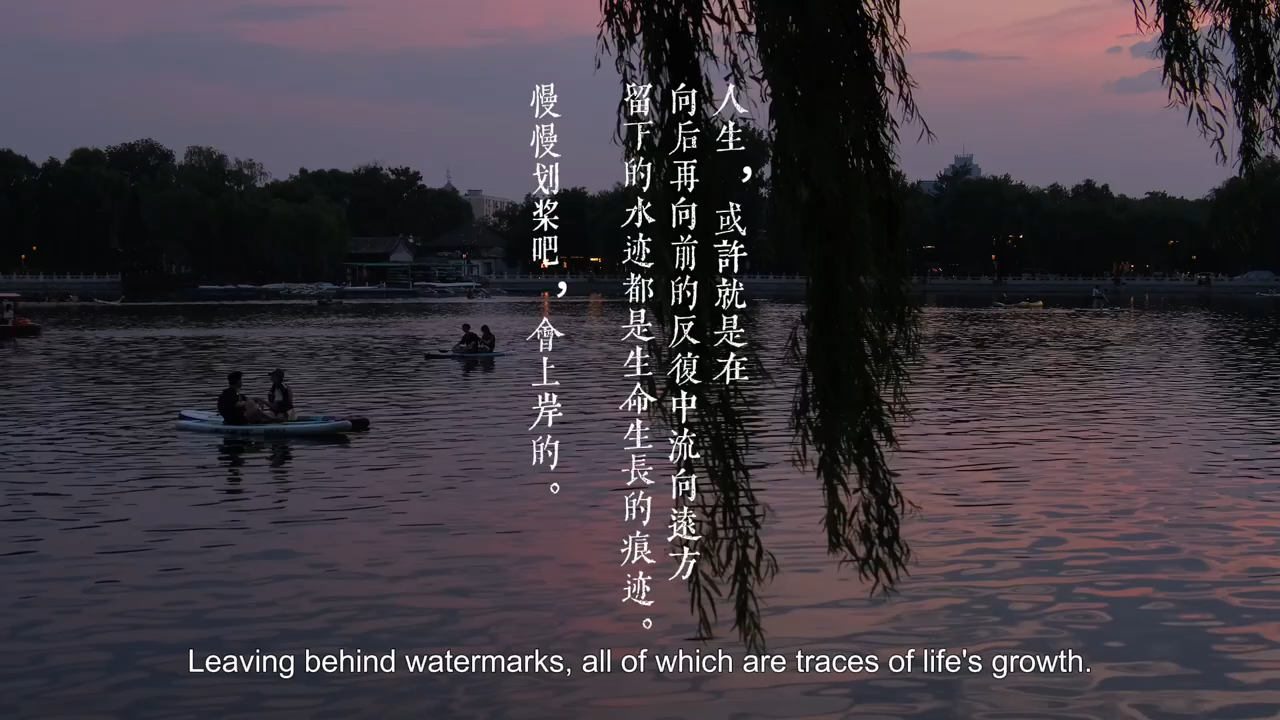 人生，或許就是在
向后再向前的反復中流向遠方
留下的水迹都是生命生長的痕迹。
慢慢划桨吧，會上岸的。
Leaving behind watermarks, all of which are traces of life's growth.